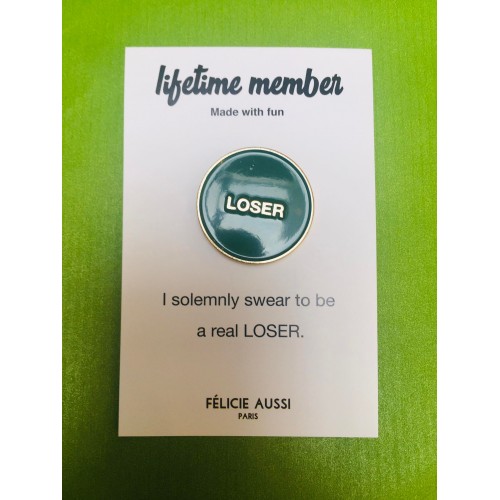 lifetime member
Made with fun
LOSER
I solemnly swear to be
a real LOSER.
FÉLICIE AUSSI
PARIS